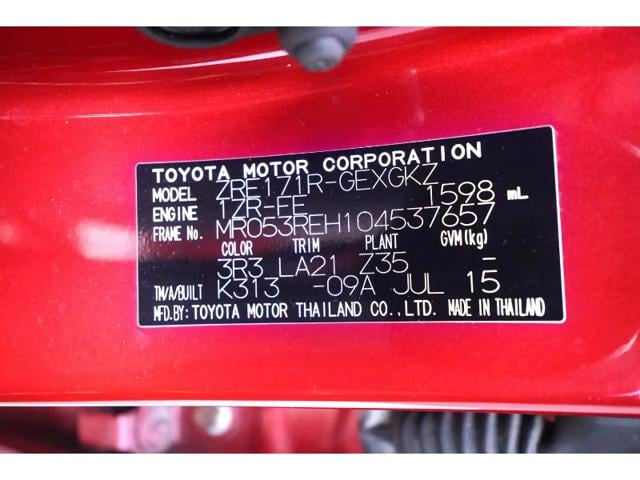 TOYOTA MOTOR CORPORATION
MODEL ZRE171R-GEXGKZ
ENGINE 1ZR-FE 1598 mL
FRAME No. MR053REH104537657
COLOR TRIM PLANT GVM(kg)
3R3 LA21 Z35 -
TM/A/BUILT K313 -09A JUL 15
MFD.BY:TOYOTA MOTOR THAILAND CO.,LTD. MADE IN THAILAND